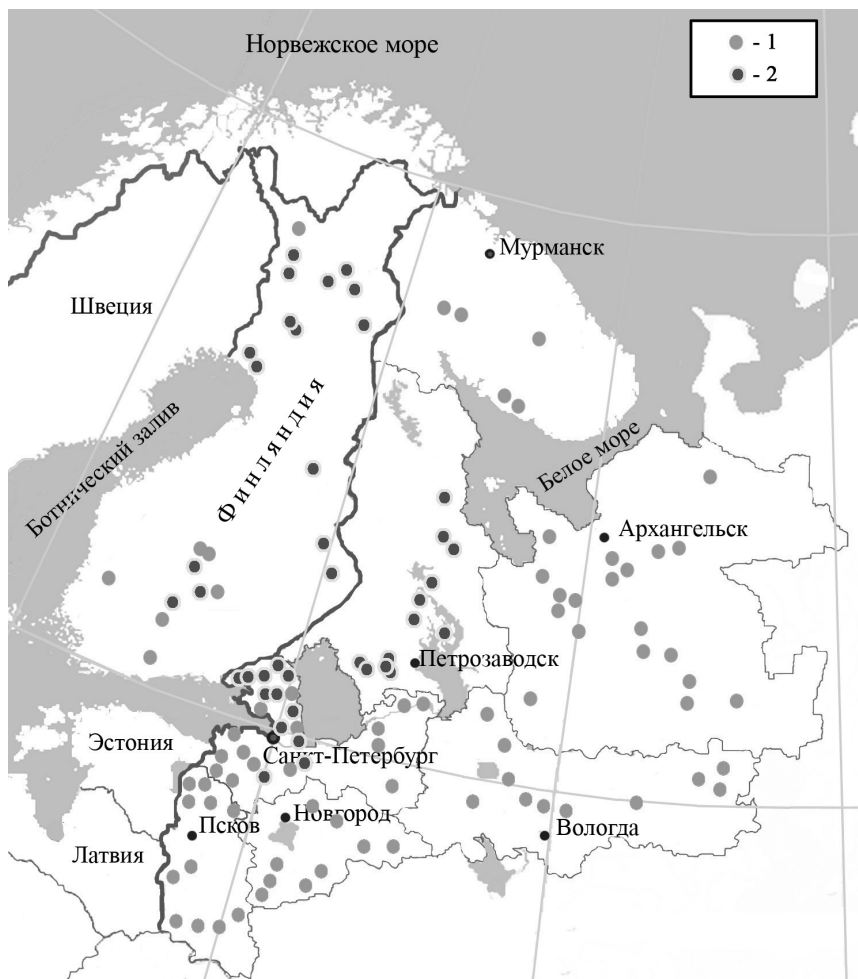 Норвежское море
- 1
- 2
Мурманск
Швеция
Финляндия
Ботнический залив
Белое море
Архангельск
Петрозаводск
Эстония
Санкт-Петербург
Псков
Новгород
Вологда
Латвия